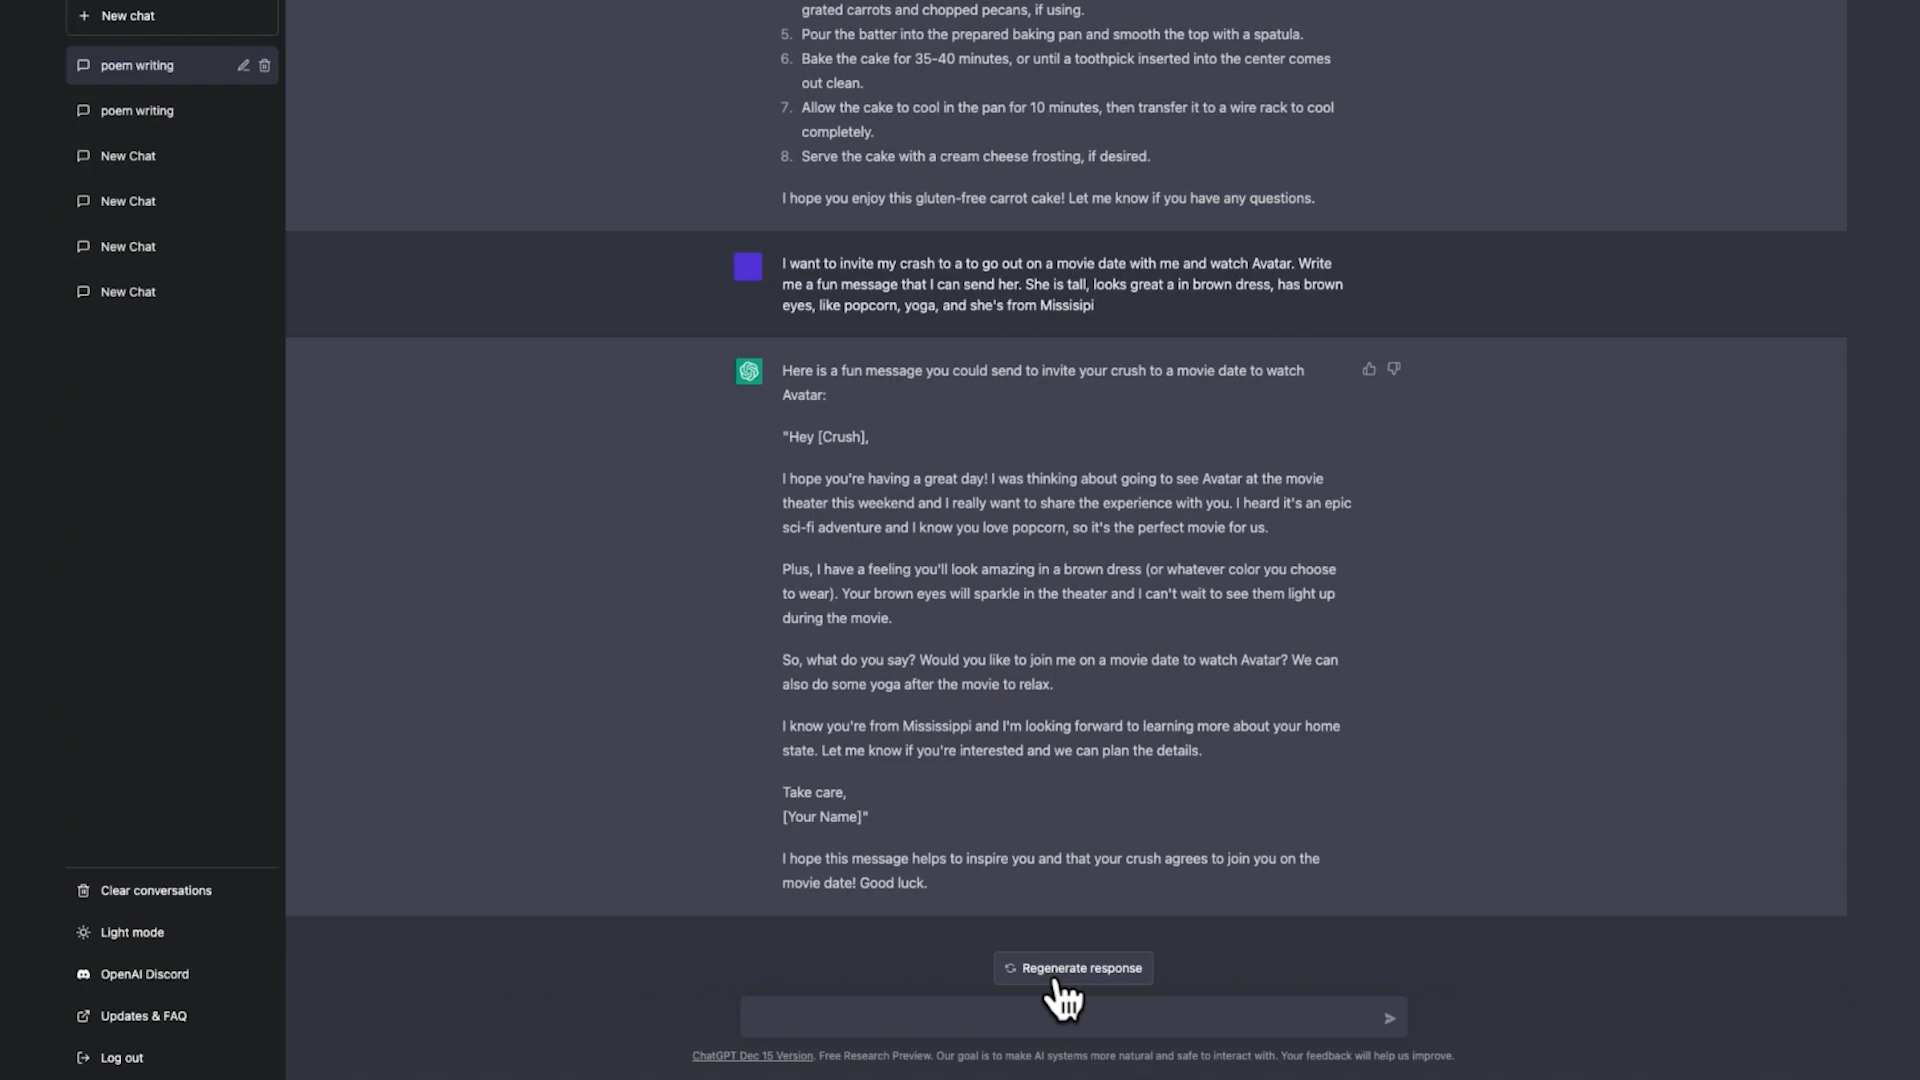 New chat
poem writing
poem writing
New Chat
New Chat
New Chat
New Chat
Clear conversations
Light mode
OpenAI Discord
Updates & FAQ
Log out
grated carrots and chopped pecans, if using.
5. Pour the batter into the prepared baking pan and smooth the top with a spatula.
6. Bake the cake for 35-40 minutes, or until a toothpick inserted into the center comes
out clean.
7. Allow the cake to cool in the pan for 10 minutes, then transfer it to a wire rack to cool
completely.
8. Serve the cake with a cream cheese frosting, if desired.
I hope you enjoy this gluten-free carrot cake! Let me know if you have any questions.
I want to invite my crash to a to go out on a movie date with me and watch Avatar. Write
me a fun message that I can send her. She is tall, looks great a in brown dress, has brown
eyes, like popcorn, yoga, and she's from Missisipi
Here is a fun message you could send to invite your crush to a movie date to watch
Avatar:
"Hey [Crush],
I hope you're having a great day! I was thinking about going to see Avatar at the movie
theater this weekend and I really want to share the experience with you. I heard it's an epic
sci-fi adventure and I know you love popcorn, so it's the perfect movie for us.
Plus, I have a feeling you'll look amazing in a brown dress (or whatever color you choose
to wear). Your brown eyes will sparkle in the theater and I can't wait to see them light up
during the movie.
So, what do you say? Would you like to join me on a movie date to watch Avatar? We can
also do some yoga after the movie to relax.
I know you're from Mississippi and I'm looking forward to learning more about your home
state. Let me know if you're interested and we can plan the details.
Take care,
[Your Name]"
I hope this message helps to inspire you and that your crush agrees to join you on the
movie date! Good luck.
Regenerate response
ChatGPT Dec 15 Version. Free Research Preview. Our goal is to make AI systems more natural and safe to interact with. Your feedback will help us improve.